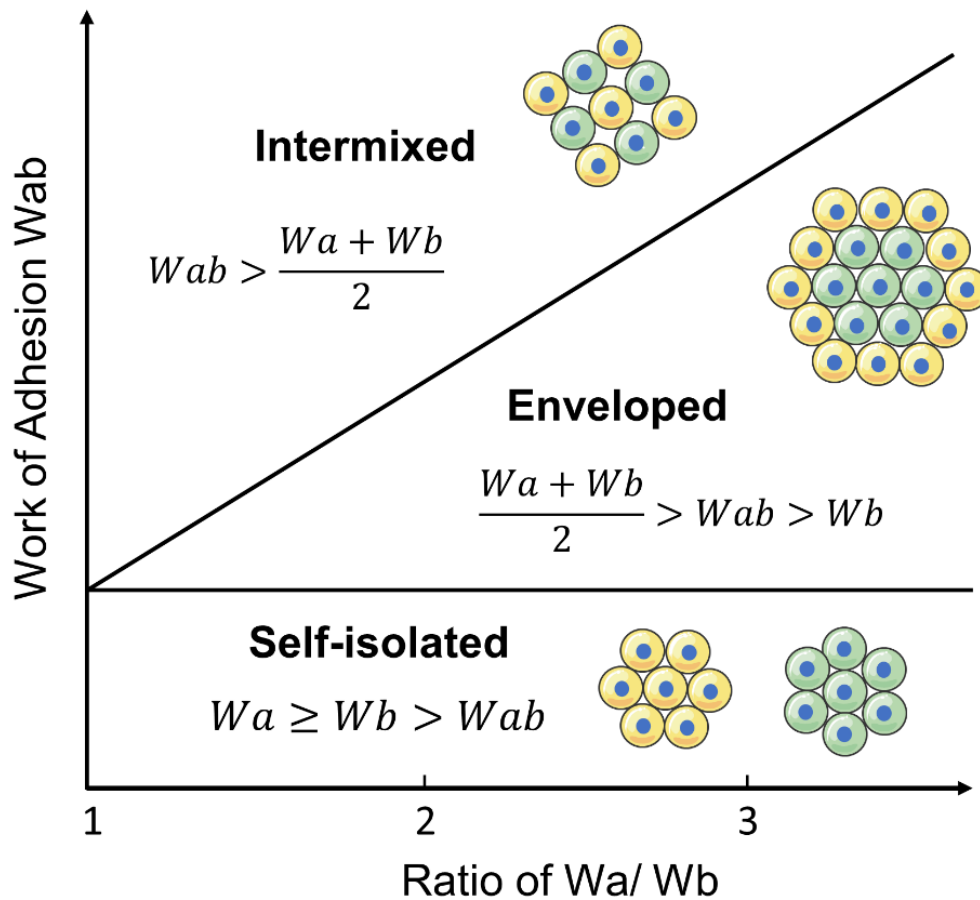 Work of Adhesion Wab
Intermixed
Wab > (Wa + Wb)/2
Enveloped
(Wa + Wb)/2 > Wab > Wb
Self-isolated
Wa ≥ Wb > Wab
1 2 3
Ratio of Wa/ Wb